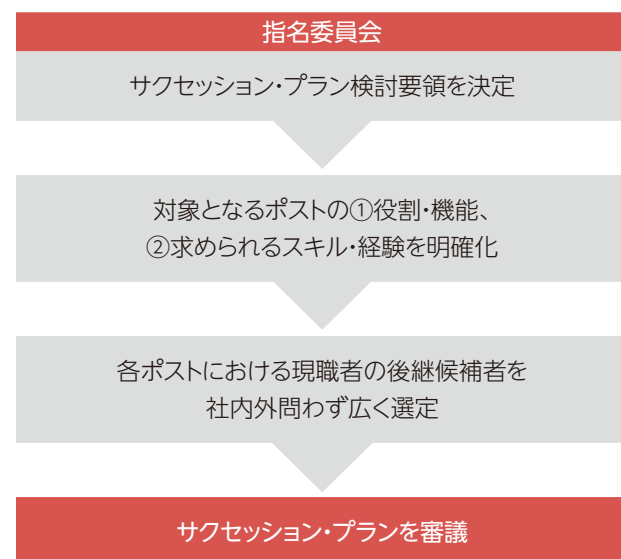 指名委員会
サクセッション・プラン検討要領を決定
対象となるポストの①役割・機能、
②求められるスキル・経験を明確化
各ポストにおける現職者の後継候補者を
社内外問わず広く選定
サクセッション・プランを審議